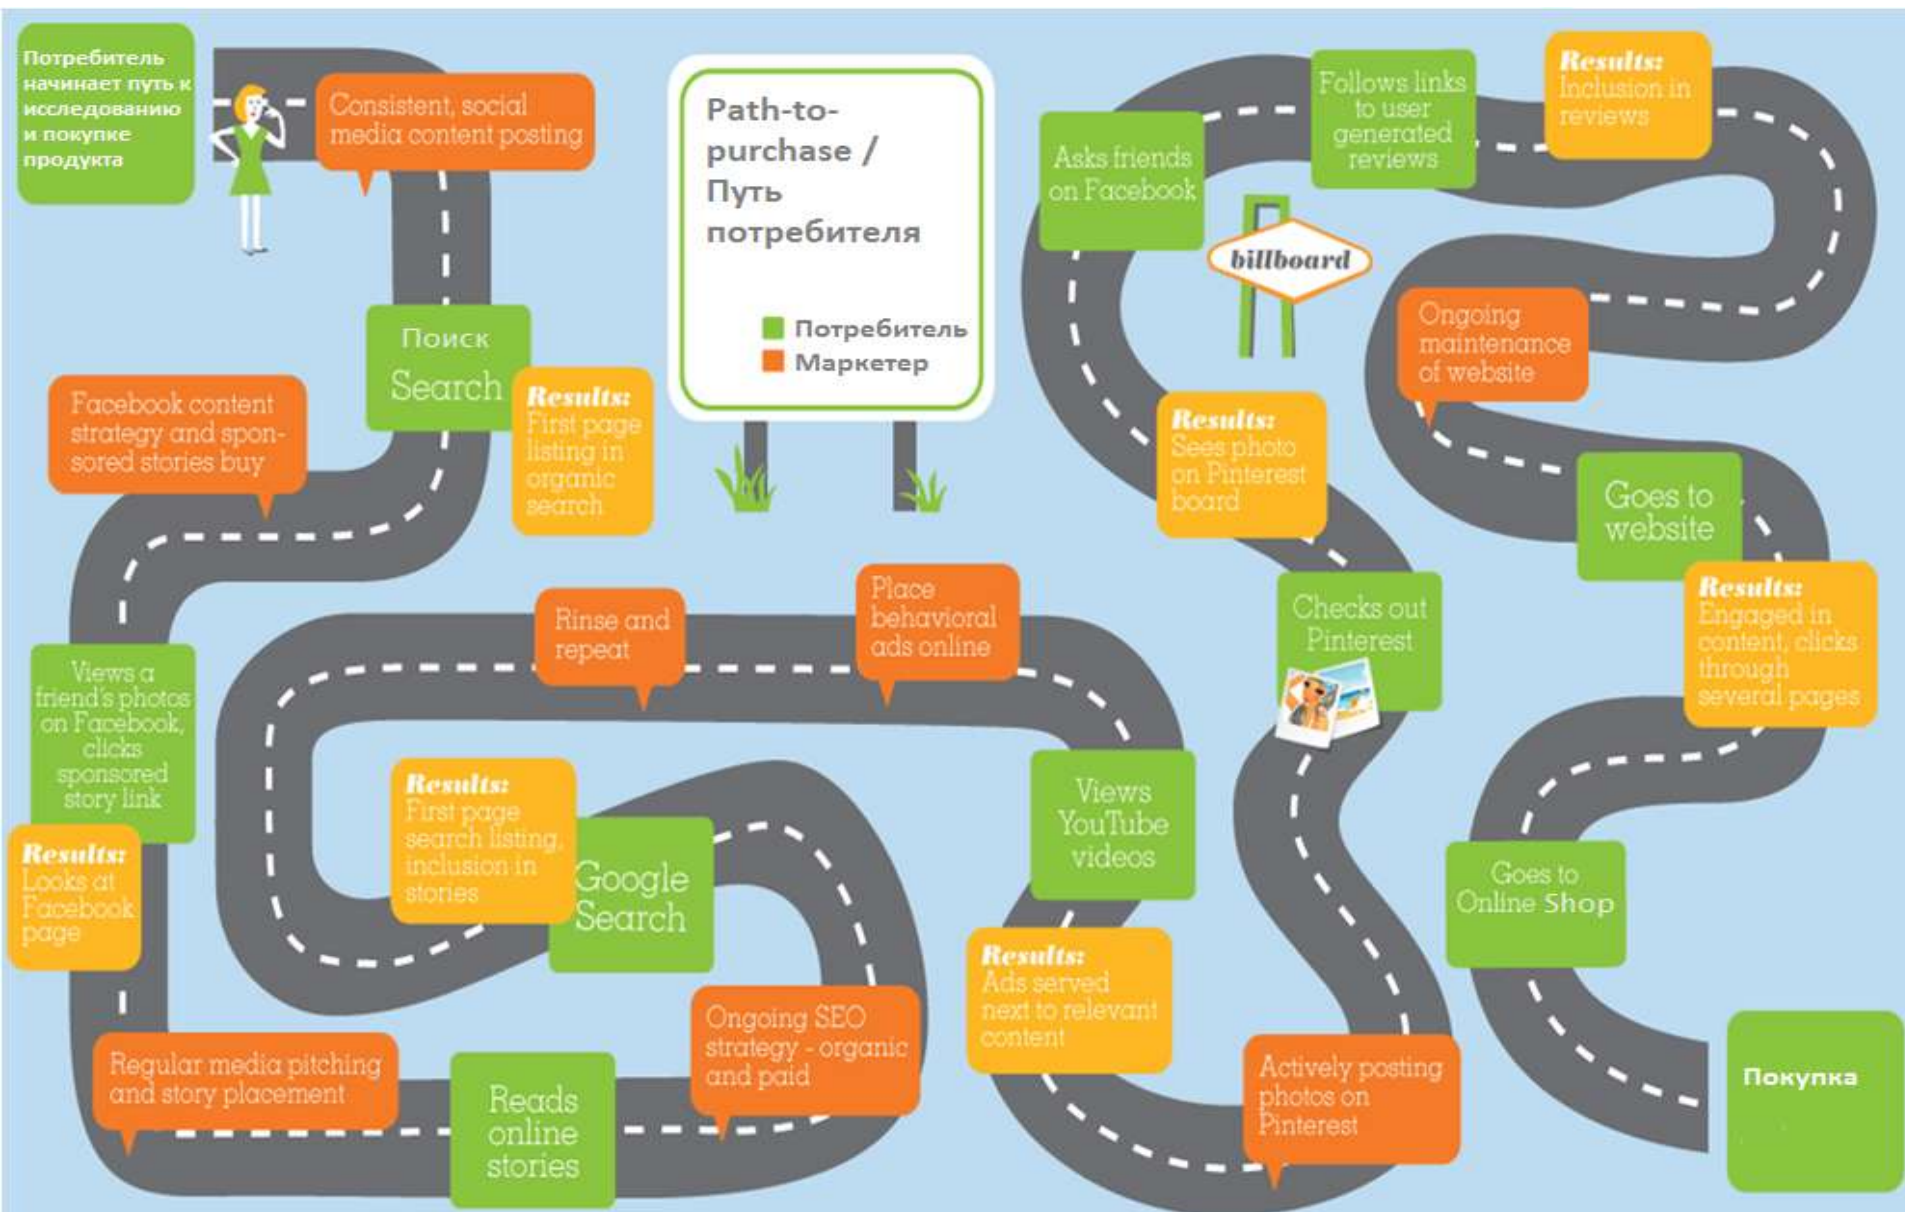 Потребитель
начинает путь к
исследованию
и покупке
продукта
Consistent, social
media content posting
Поиск
Search
Results:
First page
listing in
organic
search
Facebook content
strategy and spon-
sored stories buy
Views a
friend's photos
on Facebook,
clicks
sponsored
story link
Results:
Looks at
Facebook
page
Regular media pitching
and story placement
Reads
online
stories
Ongoing SEO
strategy - organic
and paid
Google
Search
Results:
First page
search listing,
inclusion in
stories
Rinse and
repeat
Place
behavioral
ads online
Views
YouTube
videos
Results:
Ads served
next to relevant
content
Actively posting
photos on
Pinterest
Checks out
Pinterest
Results:
Sees photo
on Pinterest
board
Asks friends
on Facebook
Follows links
to user
generated
reviews
Results:
Inclusion in
reviews
Ongoing
maintenance
of website
Goes to
website
Results:
Engaged in
content, clicks
through
several pages
Goes to
Online Shop
Покупка
Path-to-
purchase /
Путь
потребителя
Потребитель
Маркетер
billboard